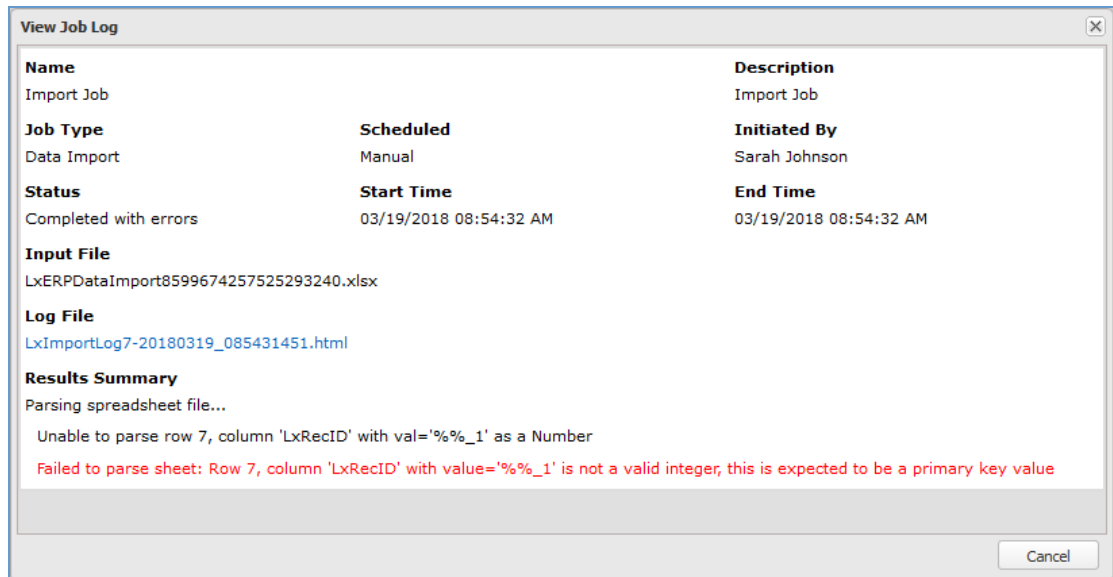 View Job Log
Name Description
Import Job Import Job
Job Type Scheduled Initiated By
Data Import Manual Sarah Johnson
Status Start Time End Time
Completed with errors 03/19/2018 08:54:32 AM 03/19/2018 08:54:32 AM
Input File
LxERPDataImport8599674257525293240.xlsx
Log File
LxImportLog7-20180319_085431451.html
Results Summary
Parsing spreadsheet file...
Unable to parse row 7, column 'LxRecID' with val='%%_1' as a Number
Failed to parse sheet: Row 7, column 'LxRecID' with value='%%_1' is not a valid integer, this is expected to be a primary key value
Cancel